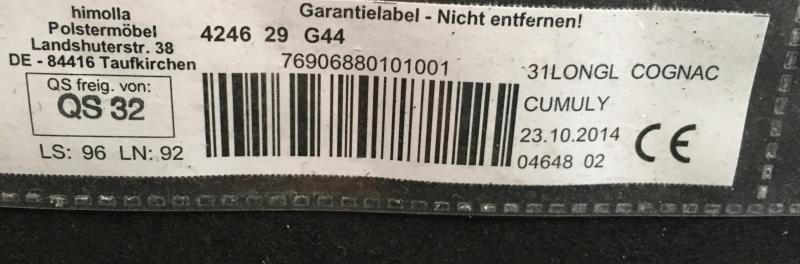 himolla
Polstermöbel
Landshuterstr. 38
DE - 84416 Taufkirchen
QS freig. von:
QS 32
LS: 96 LN: 92
Garantielabel - Nicht entfernen!
4246 29 G44
76906880101001
31LONGL COGNAC
CUMULY
23.10.2014
04648 02
CE